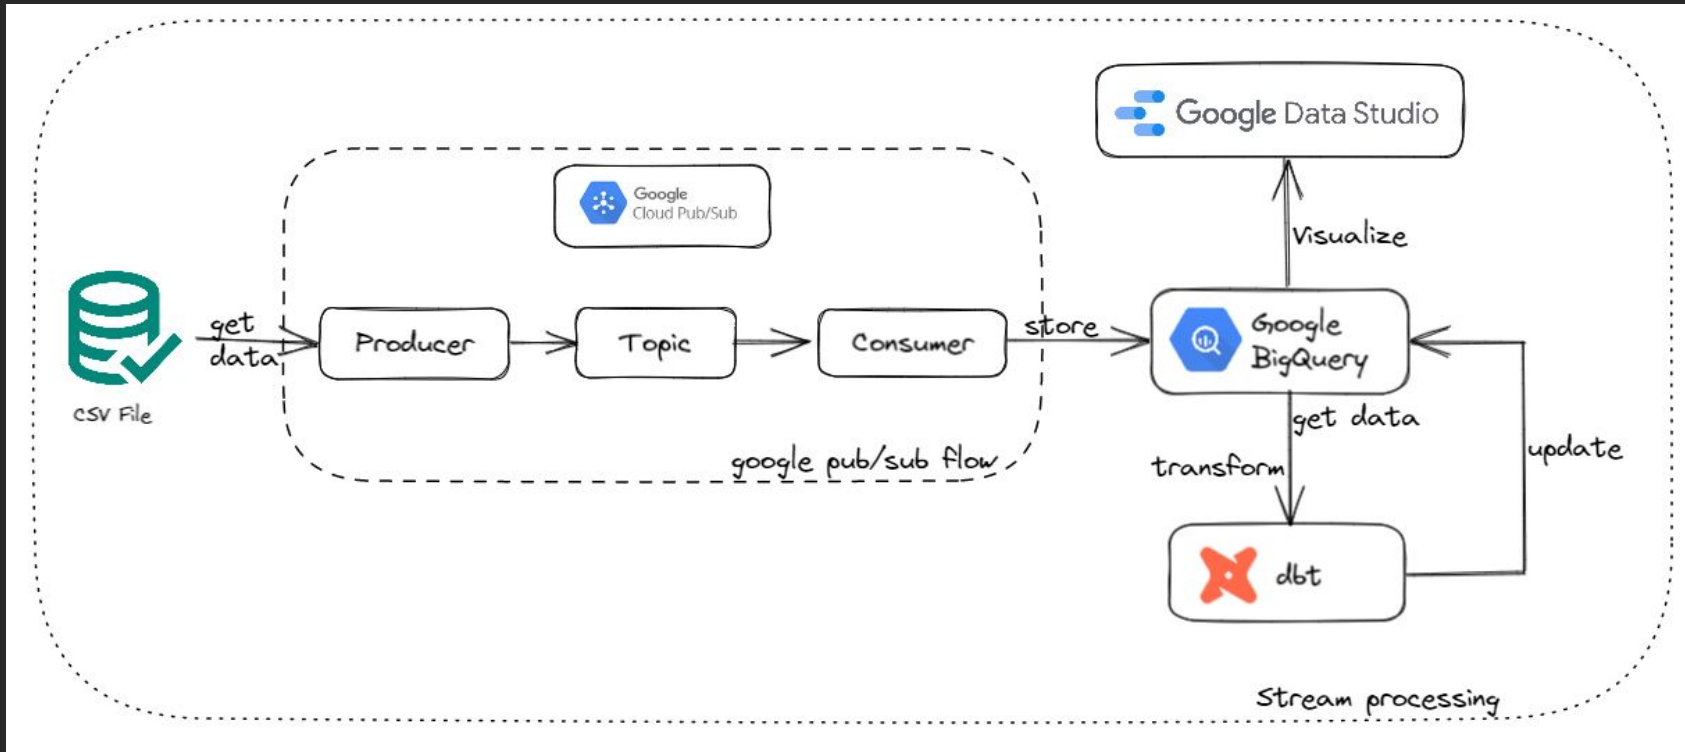 Google Data Studio
Google
Cloud Pub/Sub
Visualize
get
data
Producer
Topic
Consumer
store
Google
BigQuery
CSV File
get data
google pub/sub flow
transform
update
dbt
Stream processing